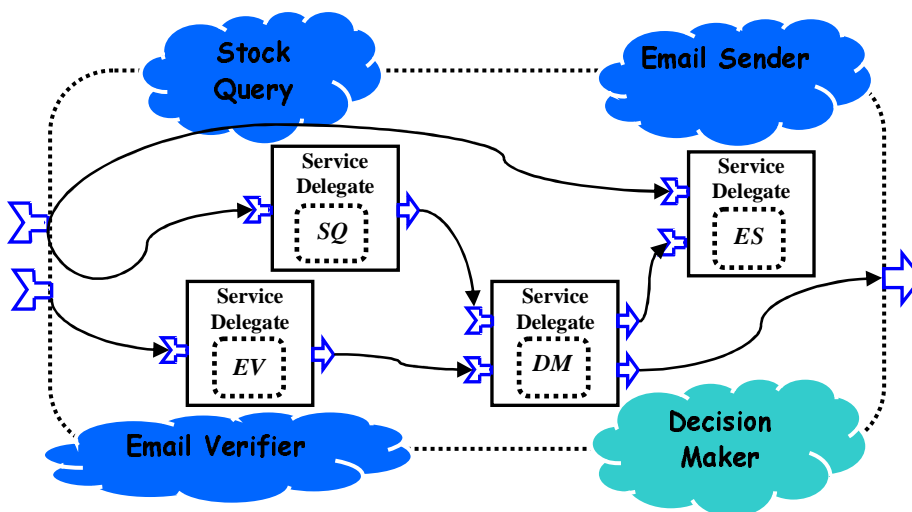 Stock
Query
Email Sender
Service
Delegate
SQ
Service
Delegate
ES
Service
Delegate
EV
Service
Delegate
DM
Email Verifier
Decision
Maker